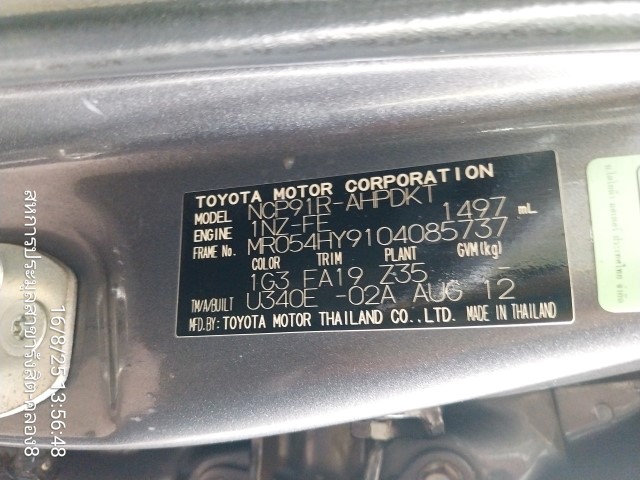 TOYOTA MOTOR CORPORATION
MODEL NCP91R-AHPDKT
ENGINE 1NZ-FE 1497 mL
FRAME No. MR054HY9104085737
COLOR TRIM PLANT GVM(kg)
1G3 FA19 Z35 -
TM/A/BUILT U340E -02A AUG 12
MFD.BY: TOYOTA MOTOR THAILAND CO.,LTD. MADE IN THAILAND
16/8/25 13:56:48